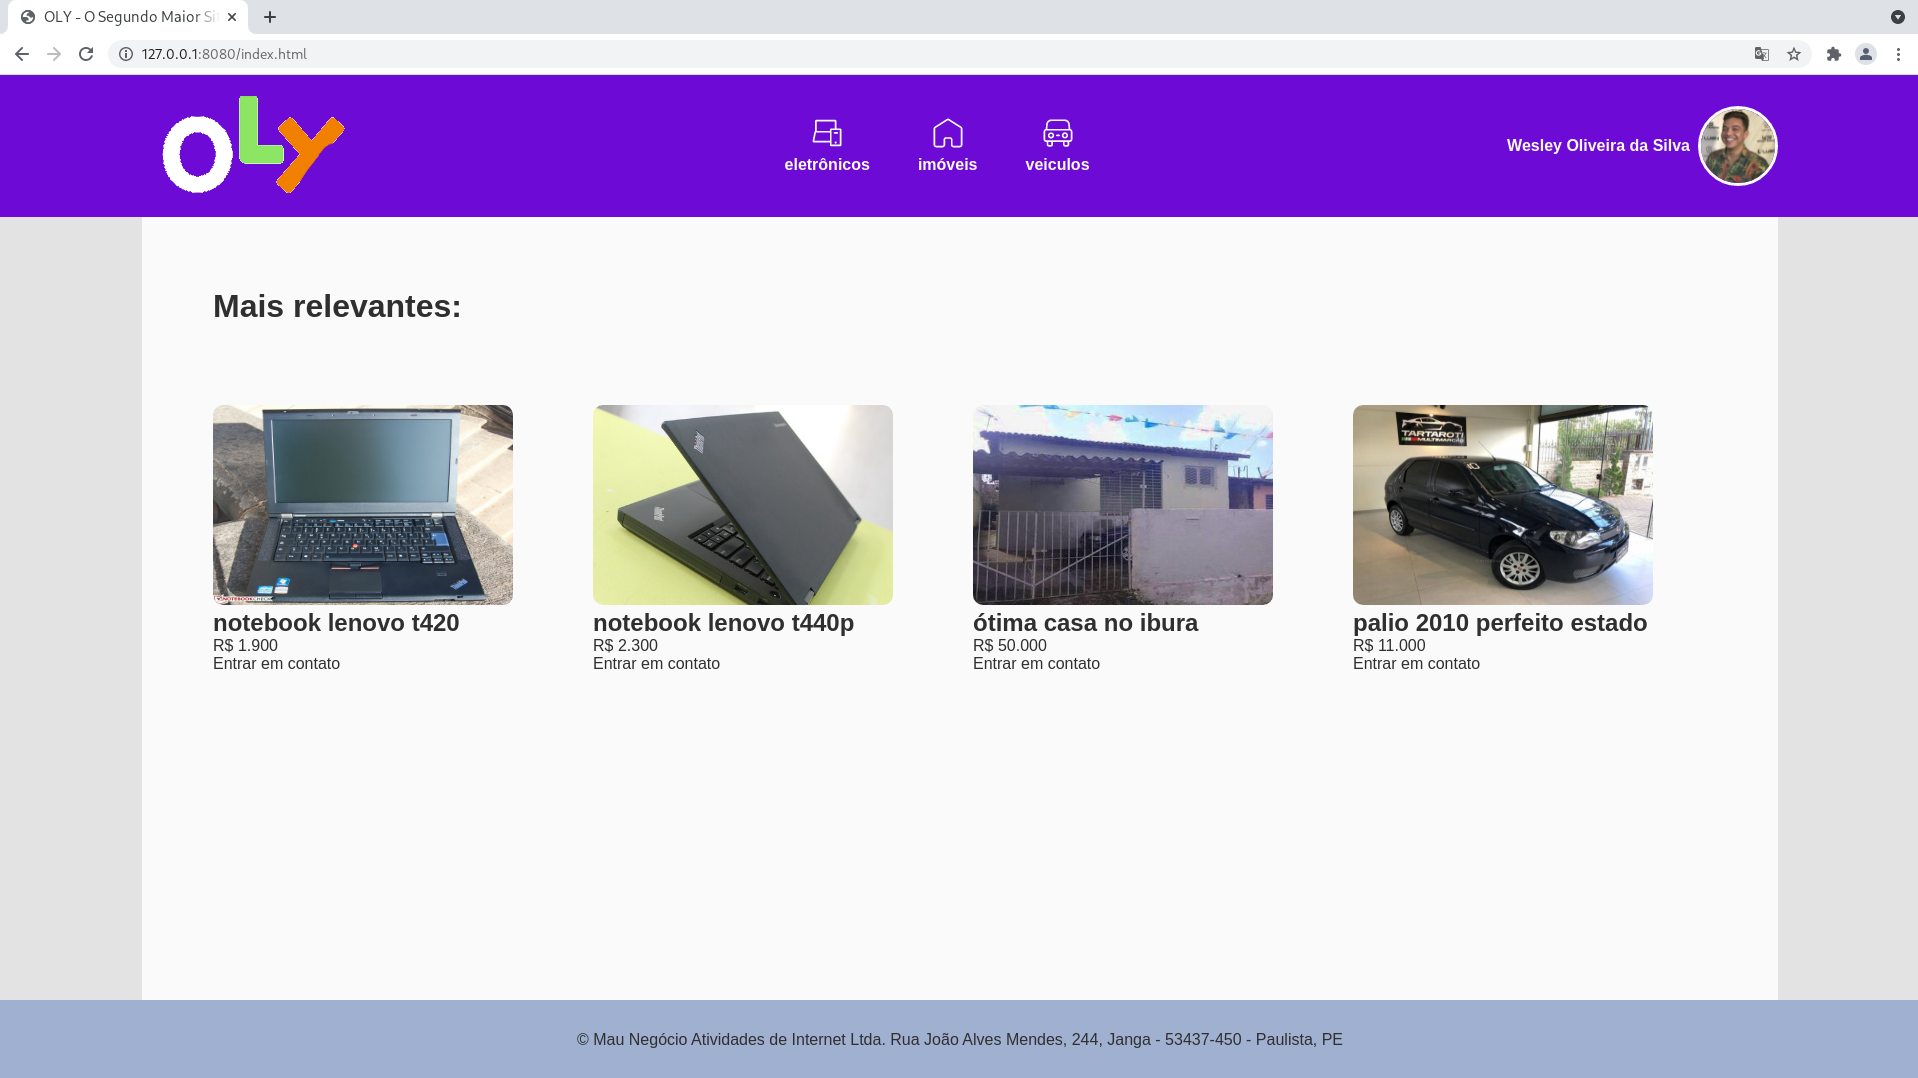 OLY - O Segundo Maior Si
127.0.0.1:8080/index.html
OLY
eletrônicos
imóveis
veiculos
Wesley Oliveira da Silva
Mais relevantes:
TARTAROTI
MULTIMARCAS
notebook lenovo t420
R$ 1.900
Entrar em contato
notebook lenovo t440p
R$ 2.300
Entrar em contato
ótima casa no ibura
R$ 50.000
Entrar em contato
palio 2010 perfeito estado
R$ 11.000
Entrar em contato
© Mau Negócio Atividades de Internet Ltda. Rua João Alves Mendes, 244, Janga - 53437-450 - Paulista, PE